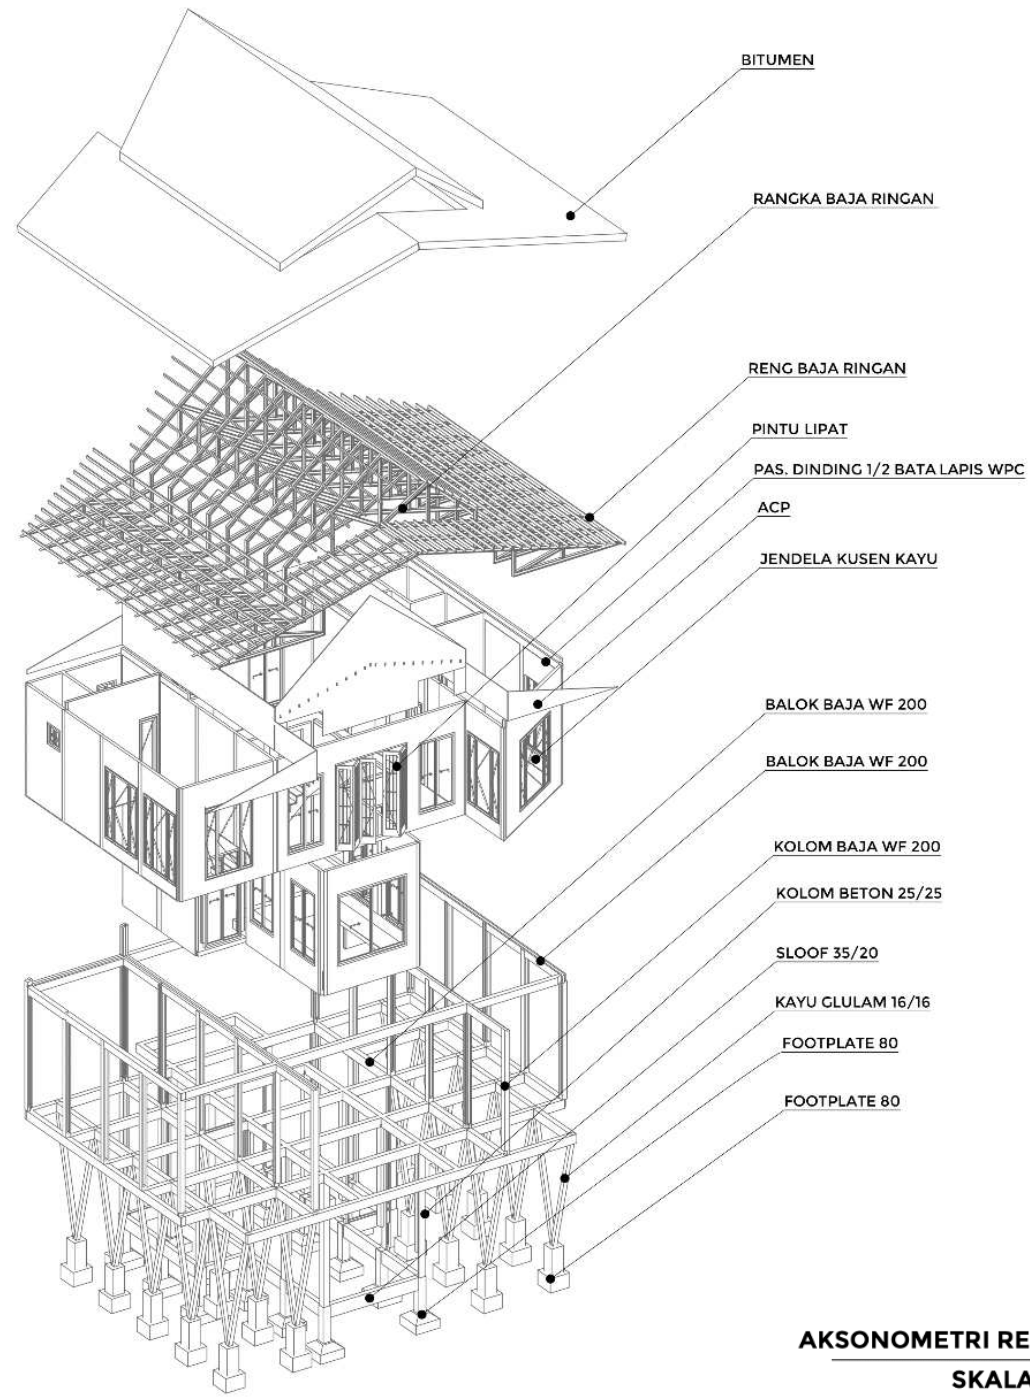 BITUMEN
RANGKA BAJA RINGAN
RENG BAJA RINGAN
PINTU LIPAT
PAS. DINDING 1/2 BATA LAPIS WPC
ACP
JENDELA KUSEN KAYU
BALOK BAJA WF 200
BALOK BAJA WF 200
KOLOM BAJA WF 200
KOLOM BETON 25/25
SLOOF 35/20
KAYU GLULAM 16/16
FOOTPLATE 80
FOOTPLATE 80
AKSONOMETRI RE
SKALA